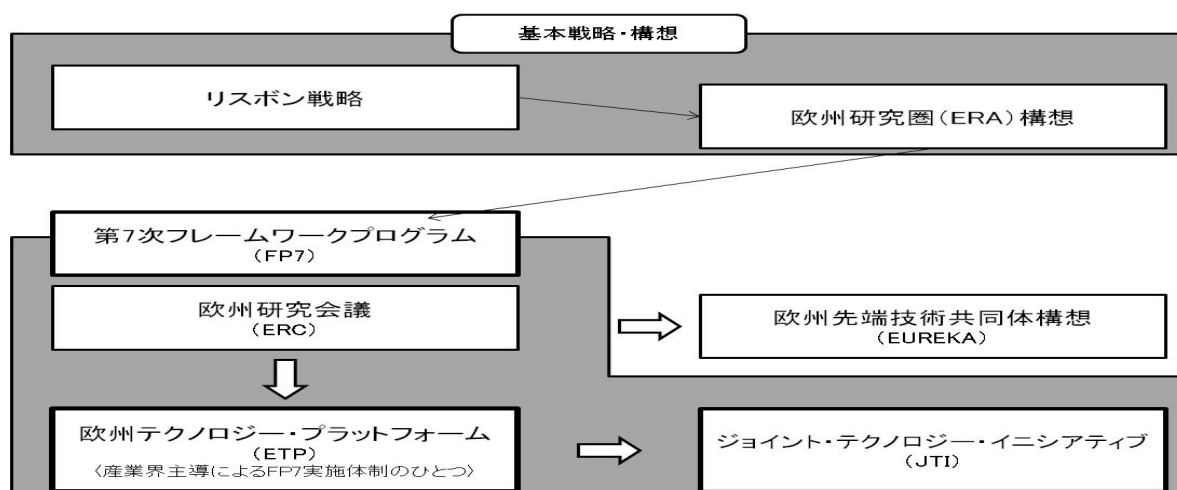 基本戦略・構想
リスボン戦略
欧州研究圏(ERA)構想
第7次フレームワークプログラム
(FP7)
欧州研究会議
(ERC)
欧州先端技術共同体構想
(EUREKA)
欧州テクノロジー・プラットフォーム
(ETP)
〈産業界主導によるFP7実施体制のひとつ〉
ジョイント・テクノロジー・イニシアティブ
(JTI)